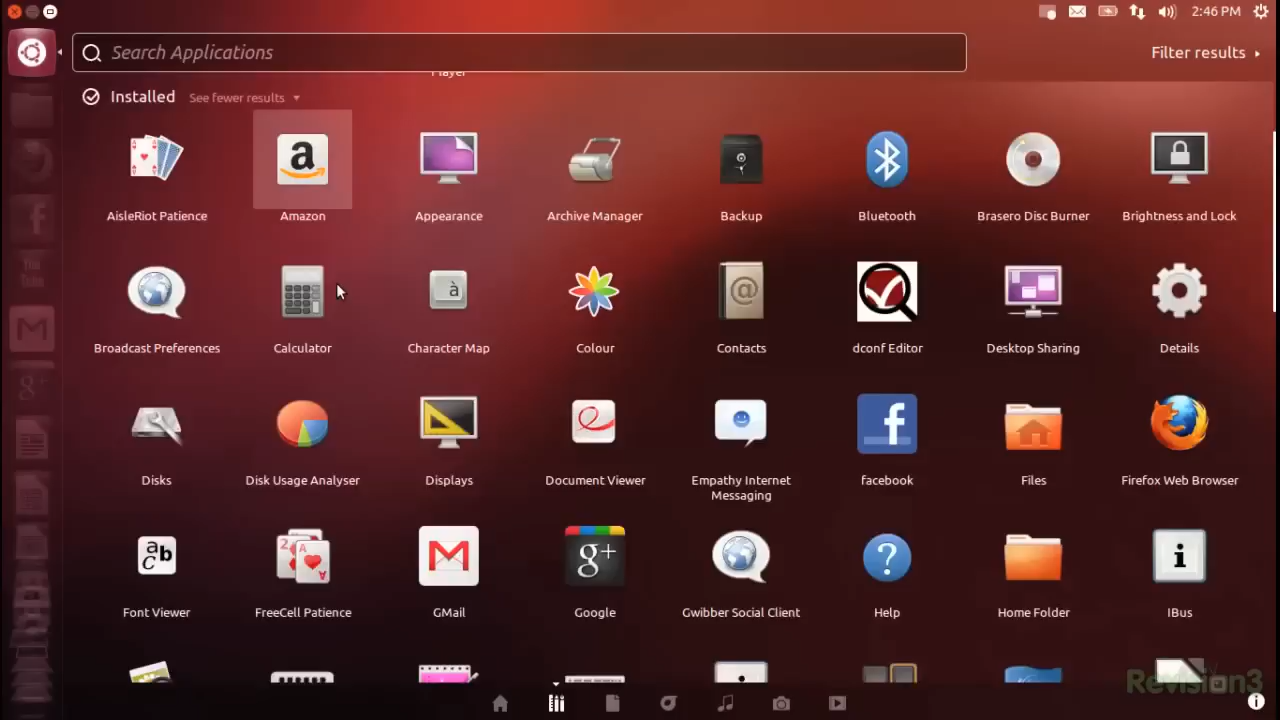 2:46 PM
Search Applications
Filter results
Player
Installed See fewer results
AisleRiot Patience Amazon Appearance Archive Manager Backup Bluetooth Brasero Disc Burner Brightness and Lock
Broadcast Preferences Calculator Character Map Colour Contacts dconf Editor Desktop Sharing Details
Disks Disk Usage Analyser Displays Document Viewer Empathy Internet Messaging facebook Files Firefox Web Browser
Font Viewer FreeCell Patience GMail Google Gwibber Social Client Help Home Folder IBus
Revision3